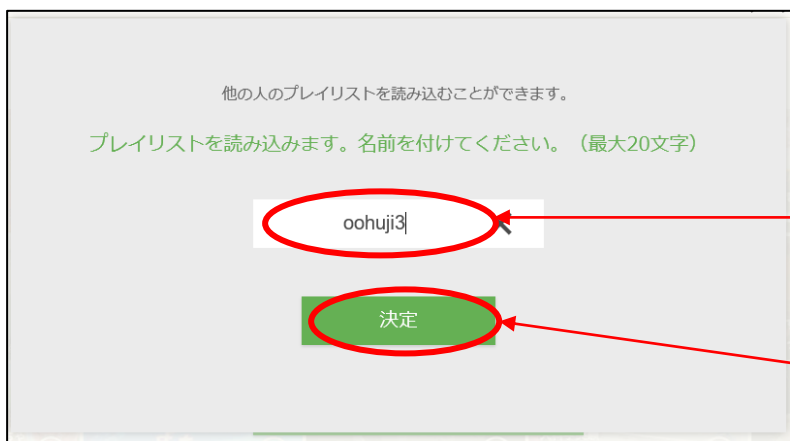 他の人のプレイリストを読み込むことができます。
プレイリストを読み込みます。名前を付けてください。（最大20文字）
oohuji3
決定